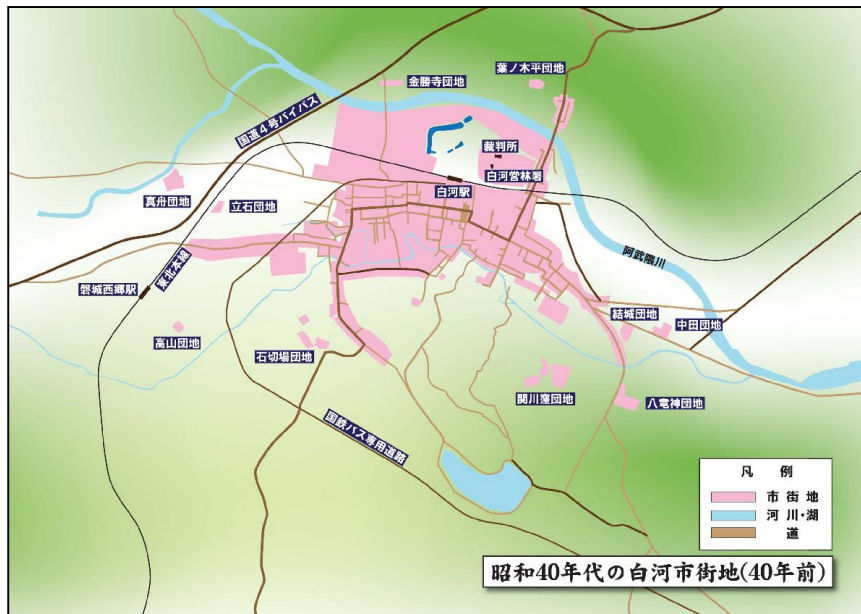 金勝寺団地
葉ノ木平団地
国道4号バイパス
裁判所
白河営林署
白河駅
真舟団地
立石団地
阿武隈川
東北本線
磐城西郷駅
結城団地
中田団地
高山団地
石切場団地
関川窪団地
八竜神団地
国鉄バス専用道路
凡 例
市街地
河川・湖
道
昭和40年代の白河市街地(40年前)